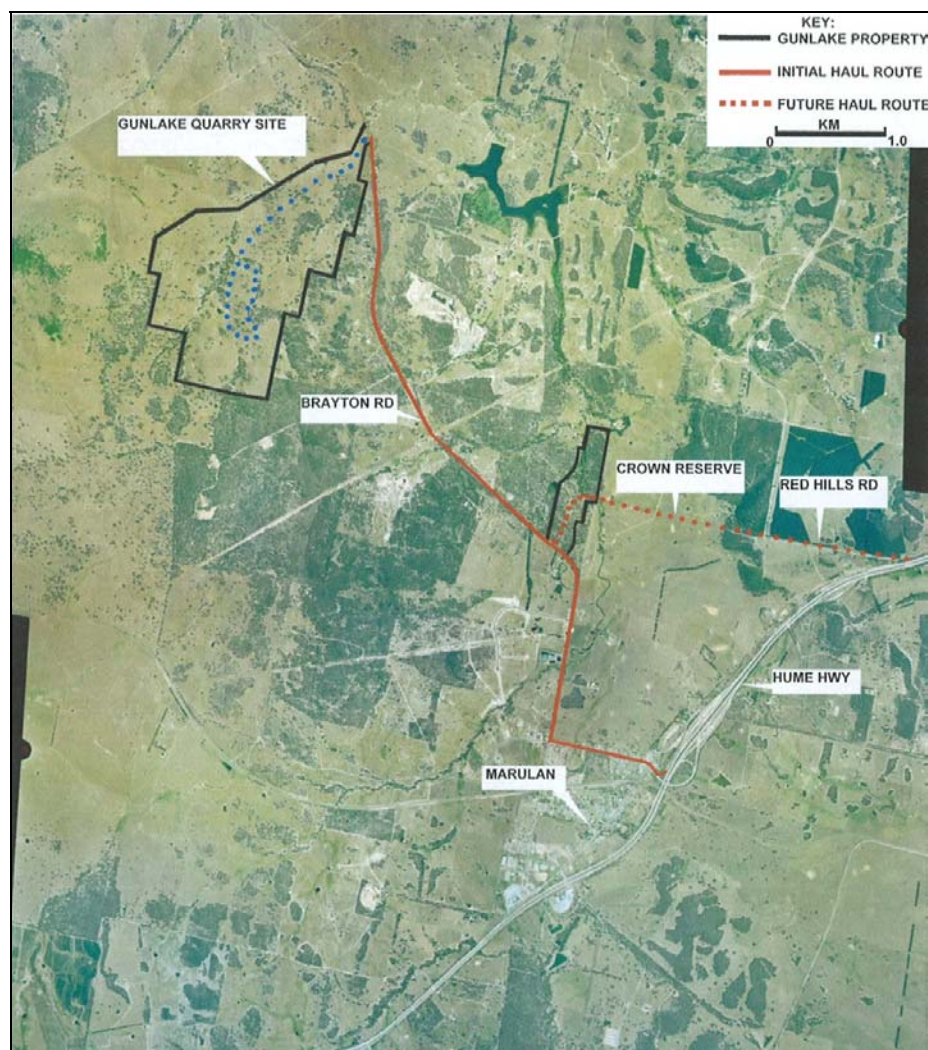 KEY:
GUNLAKE PROPERTY
INITIAL HAUL ROUTE
FUTURE HAUL ROUTE
KM
0 1.0
GUNLAKE QUARRY SITE
BRAYTON RD
CROWN RESERVE
RED HILLS RD
HUME HWY
MARULAN